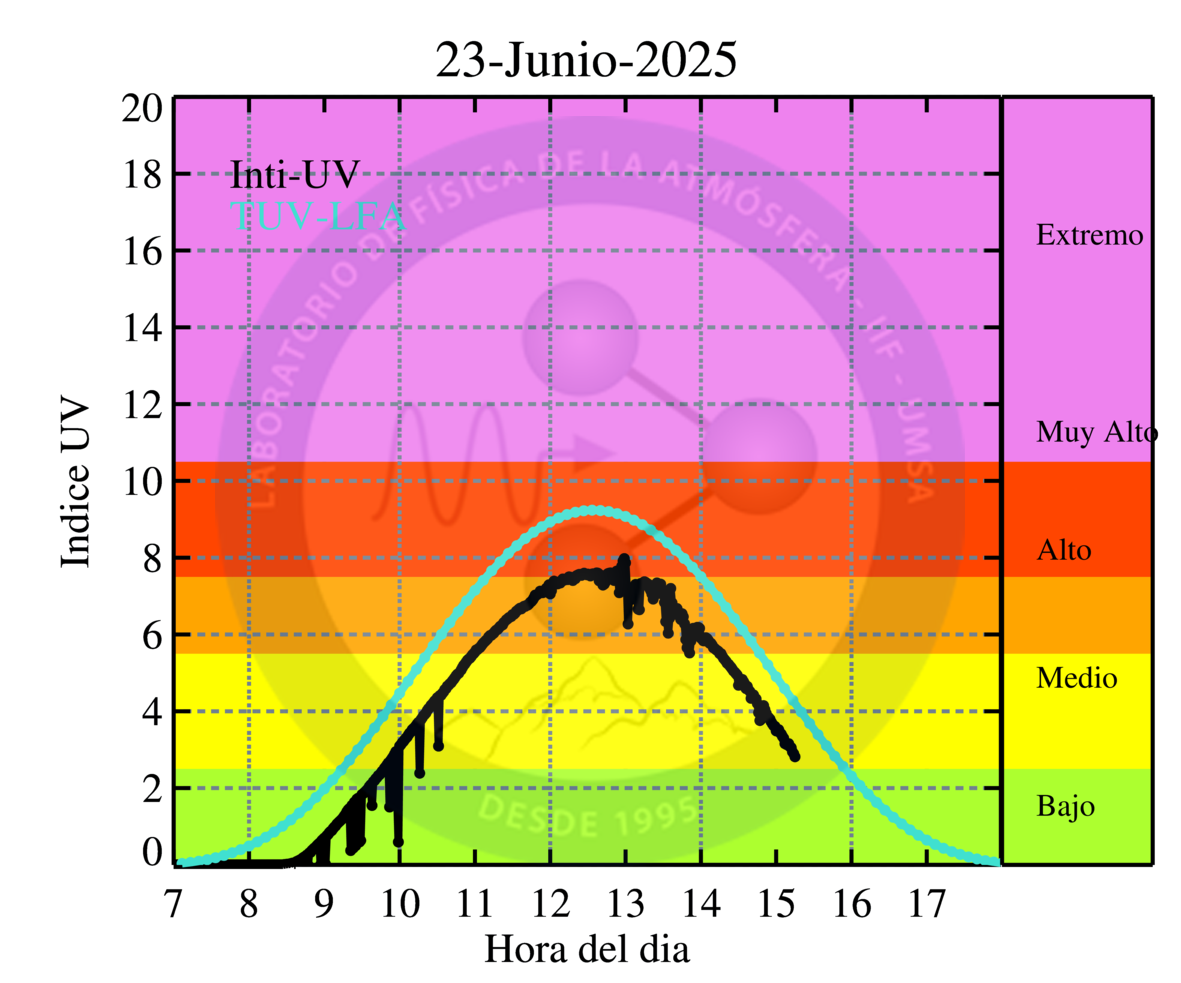 23-Junio-2025
Inti-UV
TUV-LFA
LABORATORIO DE FÍSICA DE LA ATMÓSFERA - IIF - UMSA
DESDE 1995
Indice UV
20
18
16
14
12
10
8
6
4
2
0
Extremo
Muy Alto
Alto
Medio
Bajo
7 8 9 10 11 12 13 14 15 16 17
Hora del dia